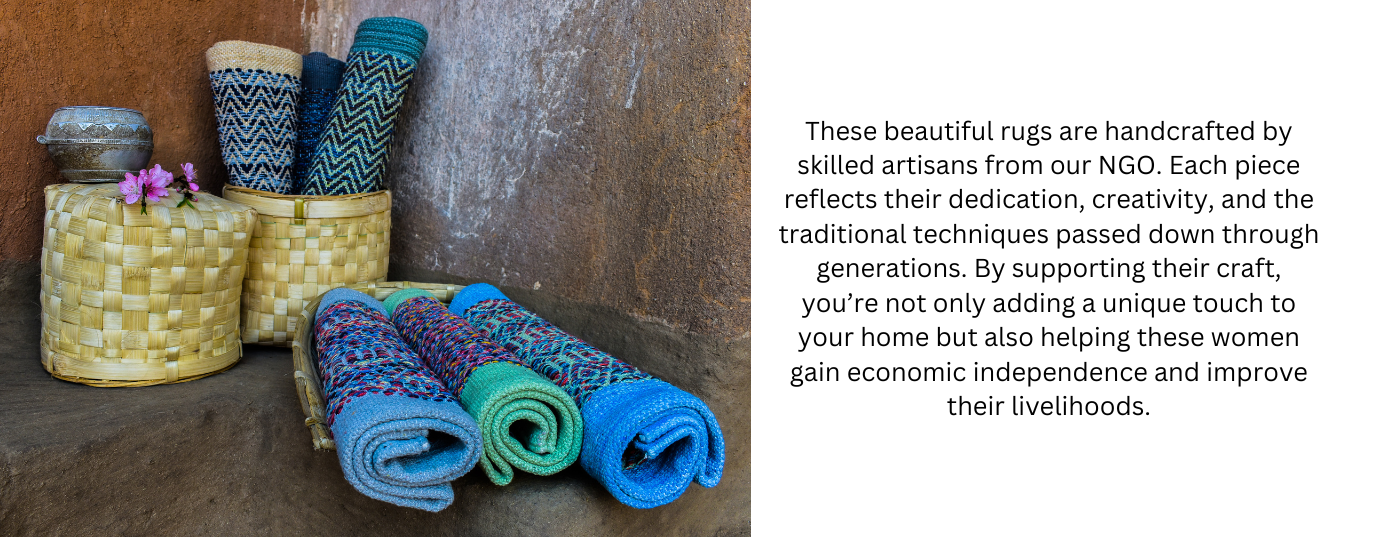 These beautiful rugs are handcrafted by
skilled artisans from our NGO. Each piece
reflects their dedication, creativity, and the
traditional techniques passed down through
generations. By supporting their craft,
you’re not only adding a unique touch to
your home but also helping these women
gain economic independence and improve
their livelihoods.